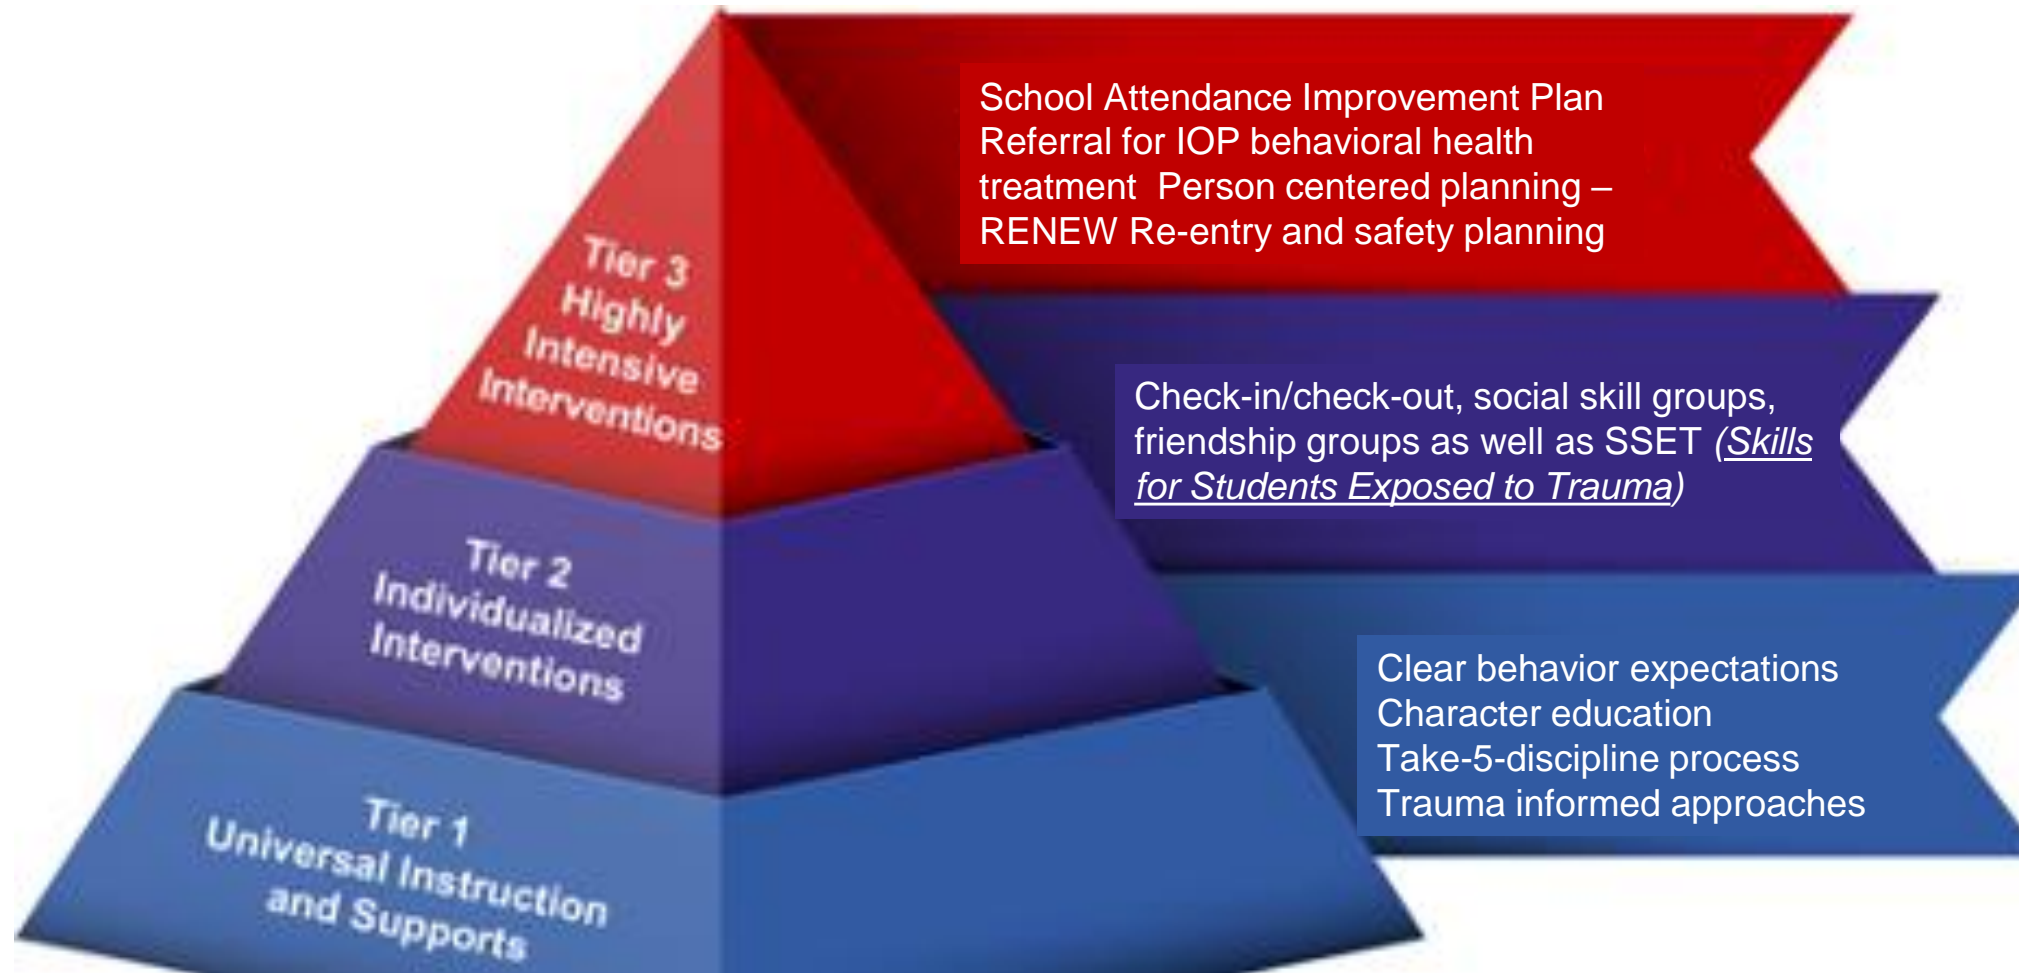 School Attendance Improvement Plan
Referral for IOP behavioral health
treatment  Person centered planning –
RENEW Re-entry and safety planning
Tier 3
Highly
Intensive
Interventions
Check-in/check-out, social skill groups,
friendship groups as well as SSET (Skills
for Students Exposed to Trauma)
Tier 2
Individualized
Interventions
Clear behavior expectations
Character education
Take-5-discipline process
Trauma informed approaches
Tier 1
Universal Instruction
and Supports